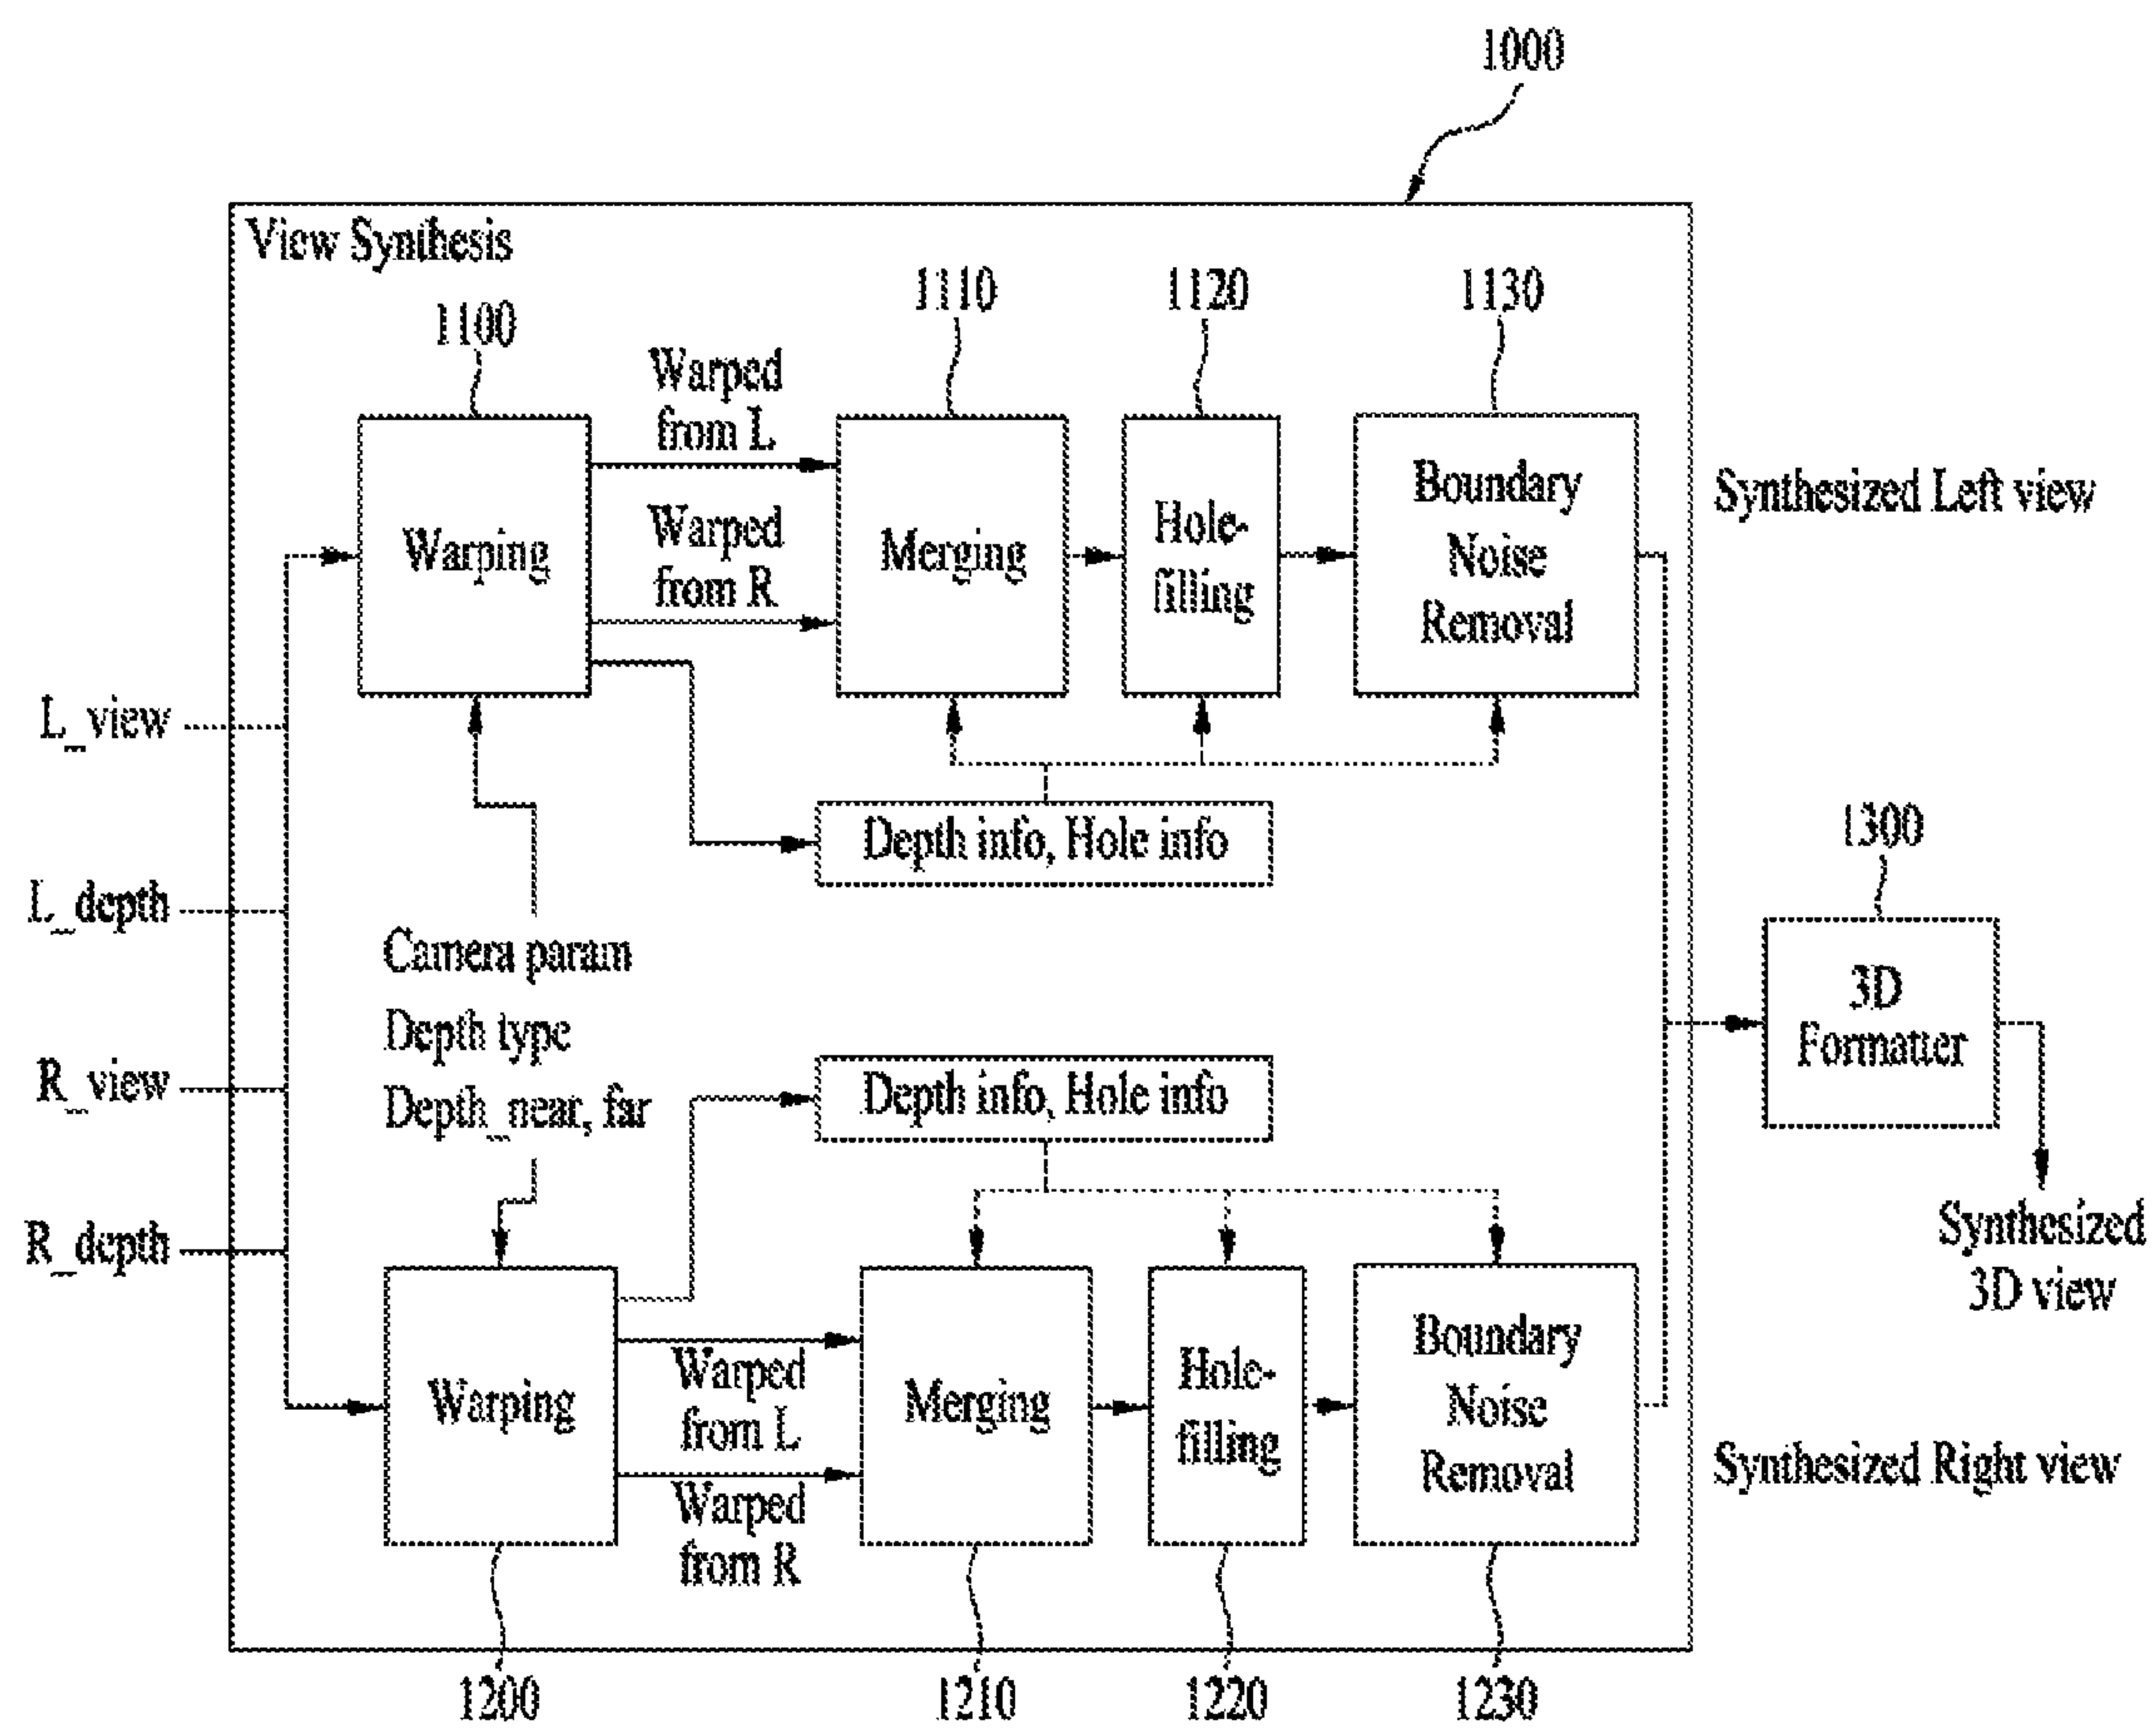 1000
View Synthesis
1100
1110
1120
1130
Warped
from L
Warped
from R
Warping
Merging
Hole-
filling
Boundary
Noise
Removal
Synthesized Left view
L_view
L_depth
R_view
R_depth
Depth info, Hole info
Camera param
Depth type
Depth_near, far
Depth info, Hole info
1300
3D
Formatter
Synthesized
3D view
Warping
Warped
from L
Warped
from R
Merging
Hole-
filling
Boundary
Noise
Removal
Synthesized Right view
1200
1210
1220
1230